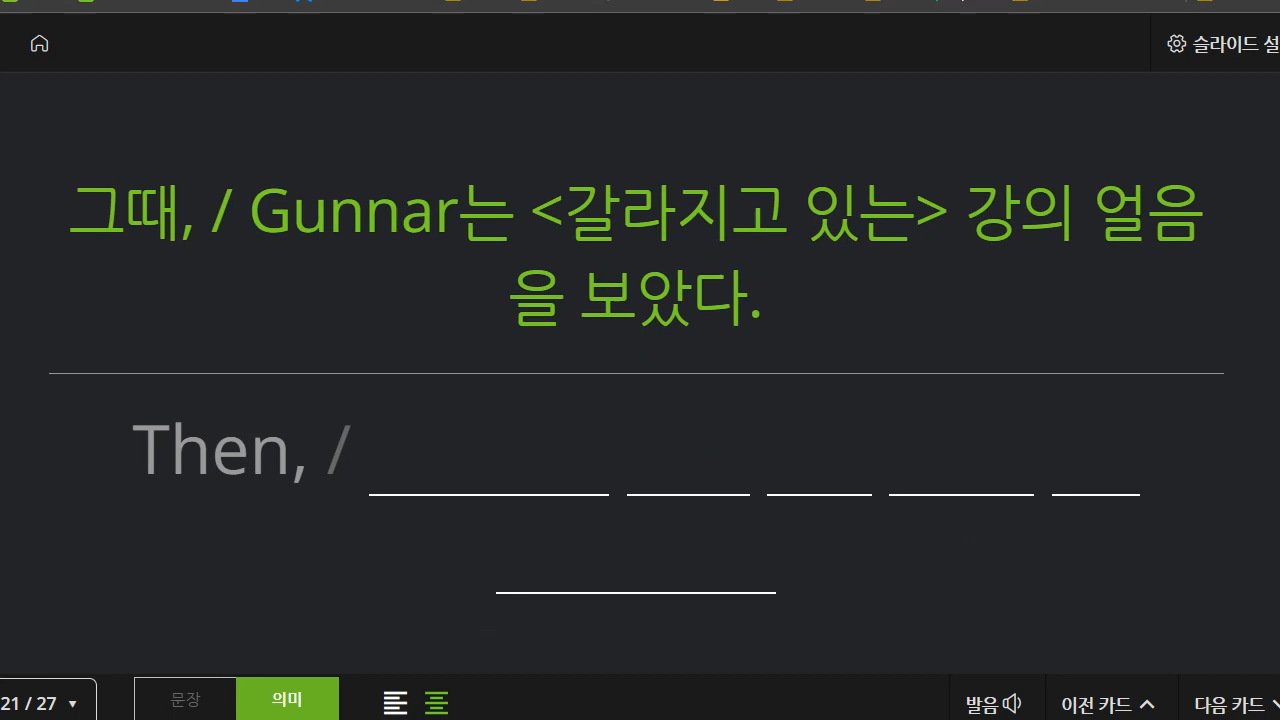 슬라이드 설
그때, / Gunnar는 <갈라지고 있는> 강의 얼음
을 보았다.
Then, /
21 / 27
문장
의미
발음
이전 카드
다음 카드